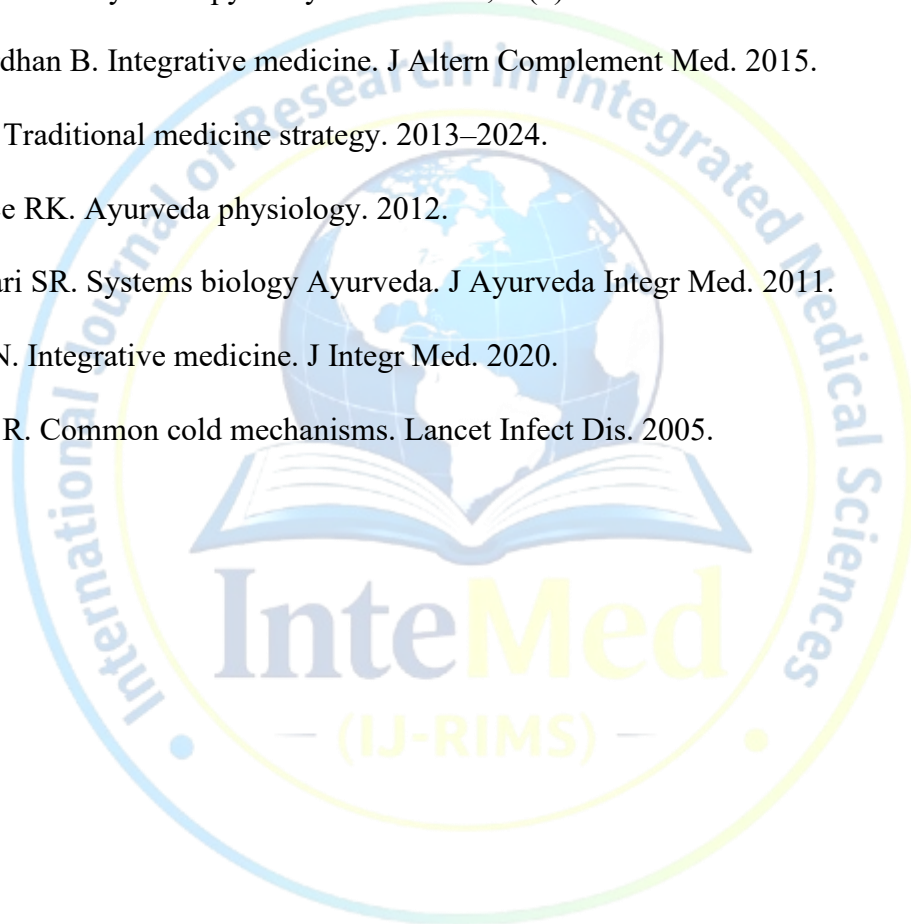 dhan B. Integrative medicine. J Altern Complement Med. 2015.
Traditional medicine strategy. 2013–2024.
e RK. Ayurveda physiology. 2012.
ari SR. Systems biology Ayurveda. J Ayurveda Integr Med. 2011.
N. Integrative medicine. J Integr Med. 2020.
R. Common cold mechanisms. Lancet Infect Dis. 2005.
International Journal of Research in Integrated Medical Sciences
InteMed
(IJ-RIMS)